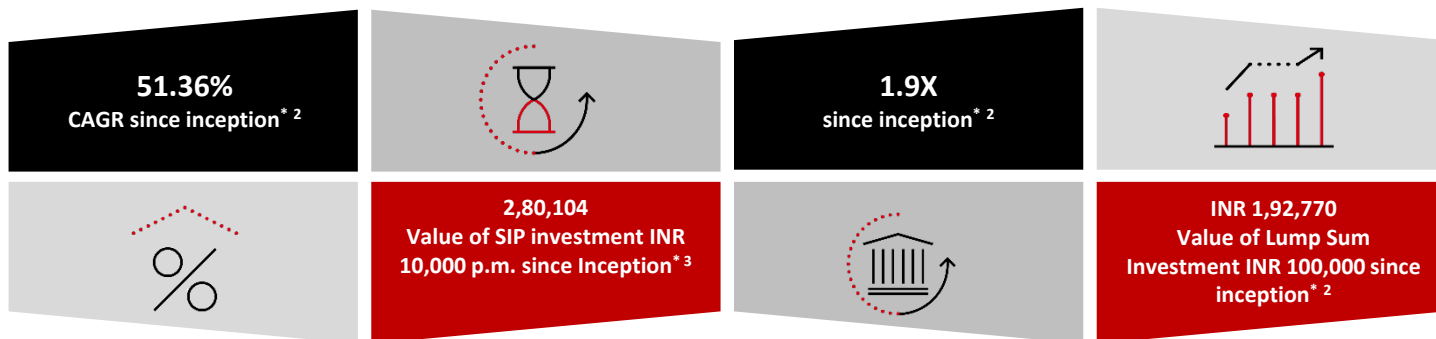 51.36%
CAGR since inception* 2
1.9X
since inception* 2
2,80,104
Value of SIP investment INR
10,000 p.m. since Inception* 3
INR 1,92,770
Value of Lump Sum
Investment INR 100,000 since
inception* 2